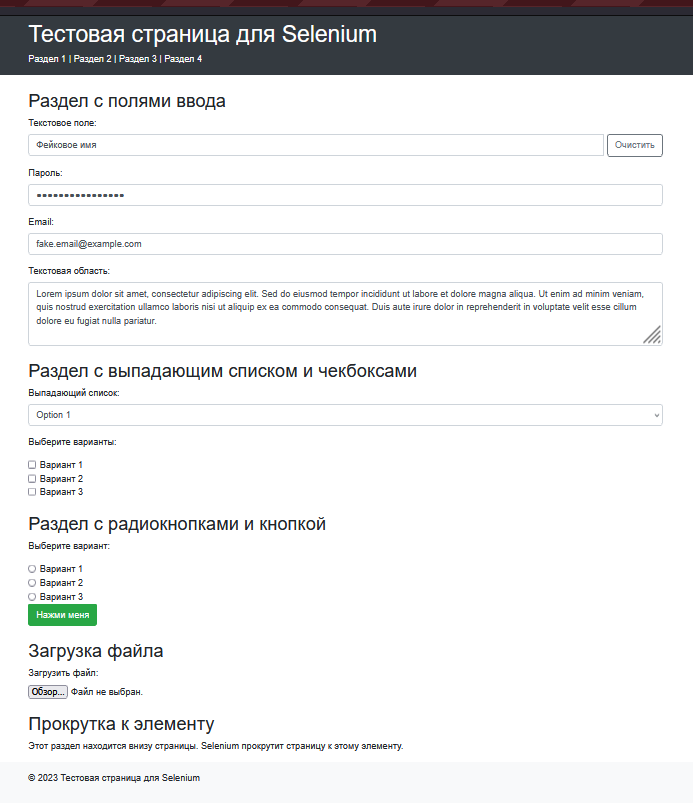 Тестовая страница для Selenium
Раздел 1 | Раздел 2 | Раздел 3 | Раздел 4
Раздел с полями ввода
Текстовое поле:
Фейковое имя
Очистить
Пароль:
••••••••••••••••
Email:
fake.email@example.com
Текстовая область:
Lorem ipsum dolor sit amet, consectetur adipiscing elit. Sed do eiusmod tempor incididunt ut labore et dolore magna aliqua. Ut enim ad minim veniam,
quis nostrud exercitation ullamco laboris nisi ut aliquip ex ea commodo consequat. Duis aute irure dolor in reprehenderit in voluptate velit esse cillum
dolore eu fugiat nulla pariatur.
Раздел с выпадающим списком и чекбоксами
Выпадающий список:
Option 1
Выберите варианты:
Вариант 1
Вариант 2
Вариант 3
Раздел с радиокнопками и кнопкой
Выберите вариант:
Вариант 1
Вариант 2
Вариант 3
Нажми меня
Загрузка файла
Загрузить файл:
Обзор... Файл не выбран.
Прокрутка к элементу
Этот раздел находится внизу страницы. Selenium прокрутит страницу к этому элементу.
© 2023 Тестовая страница для Selenium